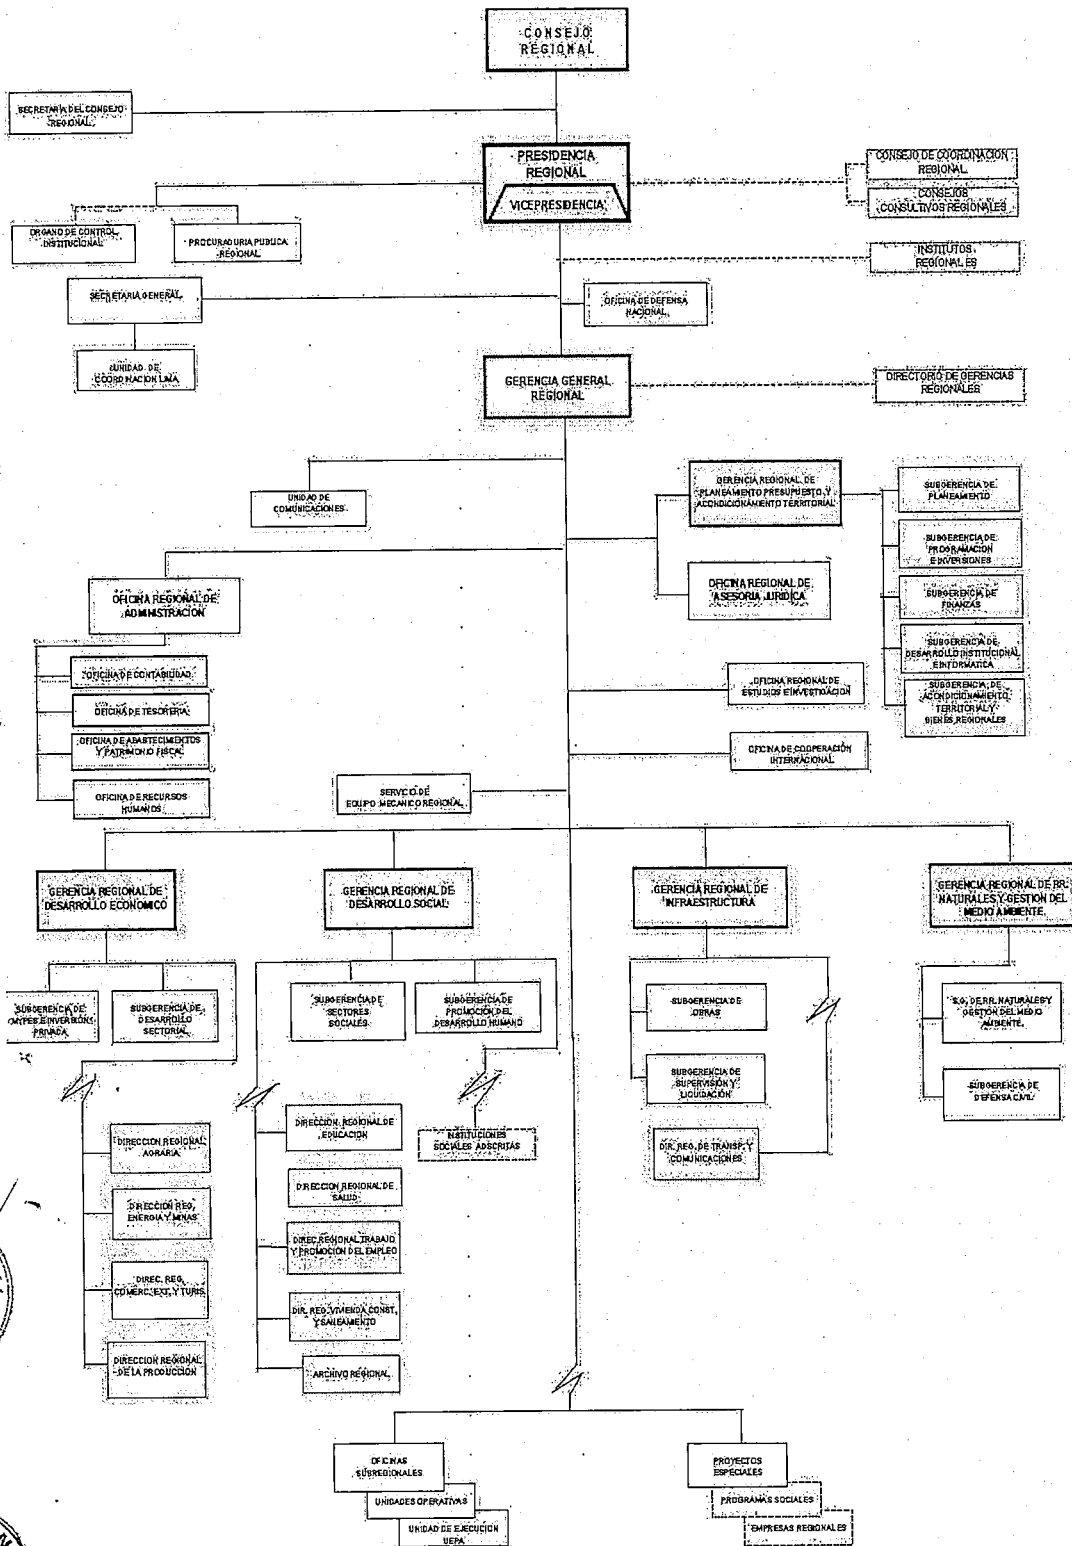 CONSEJO
REGIONAL
SECRETARIA DEL CONSEJO
REGIONAL
PRESIDENCIA
REGIONAL
VICEPRESIDENCIA
CONSEJO DE COORDINACION
REGIONAL
CONSEJOS
CONSULTIVOS REGIONALES
ORGANO DE CONTROL
INSTITUCIONAL
PROCURADURIA PUBLICA
REGIONAL
INSTITUTOS
REGIONALES
SECRETARIA GENERAL
OFICINA DE DEFENSA
NACIONAL
UNIDAD DE
COORDINACION LIMA
GERENCIA GENERAL
REGIONAL
DIRECTORIO DE GERENCIAS
REGIONALES
UNIDAD DE
COMUNICACIONES
GERENCIA REGIONAL DE
PLANEAMIENTO PRESUPUESTO Y
ACONDICIONAMIENTO TERRITORIAL
SUBGERENCIA DE
PLANEAMIENTO
SUBGERENCIA DE
PROGRAMACION
E INVERSIONES
OFICINA REGIONAL DE
ASESORIA JURIDICA
SUBGERENCIA DE
FINANZAS
SUBGERENCIA DE
DESARROLLO INSTITUCIONAL
E INFORMATICA
SUBGERENCIA DE
ACONDICIONAMIENTO
TERRITORIAL Y
BIENES REGIONALES
OFICINA REGIONAL DE
ADMINISTRACION
OFICINA DE CONTABILIDAD
OFICINA DE TESORERIA
OFICINA DE ABASTECIMIENTOS
Y PATRIMONIO FISCAL
OFICINA DE RECURSOS
HUMANOS
OFICINA REGIONAL DE
ESTUDIOS E INVESTIGACION
OFICINA DE COOPERACIÓN
INTERNACIONAL
SERVICIO DE
EQUIPO MECANICO REGIONAL
GERENCIA REGIONAL DE
DESARROLLO ECONOMICO
GERENCIA REGIONAL DE
DESARROLLO SOCIAL
GERENCIA REGIONAL DE
INFRAESTRUCTURA
GERENCIA REGIONAL DE RR.
NATURALES Y GESTION DEL
MEDIO AMBIENTE
SUBGERENCIA DE
MYPES E INVERSION
PRIVADA
SUBGERENCIA DE
DESARROLLO
SECTORIAL
SUBGERENCIA DE
SECTORES
SOCIALES
SUBGERENCIA DE
PROMOCION DEL
DESARROLLO HUMANO
SUBGERENCIA DE
OBRAS
S.G. DE RR. NATURALES Y
GESTION DEL MEDIO
AMBIENTE
SUBGERENCIA DE
SUPERVISIÓN Y
LIQUIDACIÓN
SUBGERENCIA DE
DEFENSA CIVIL
DIR. REG. DE TRANSP. Y
COMUNICACIONES
DIRECCION REGIONAL
AGRARIA
DIRECCION REG.
ENERGIA Y MINAS
DIREC. REG.
COMERC. EXT. Y TURIS.
DIRECCION REGIONAL
DE LA PRODUCCION
DIRECCION REGIONAL DE
EDUCACION
DIRECCION REGIONAL DE
SALUD
DIREC. REGIONAL TRABAJO
Y PROMOCION DEL EMPLEO
DIR. REG. VIVIENDA CONST.
Y SANEAMIENTO
ARCHIVO REGIONAL
INSTITUCIONES
SOCIALES ADSCRITAS
OFICINAS
SUBREGIONALES
UNIDADES OPERATIVAS
UNIDAD DE EJECUCION
UEPA
PROYECTOS
ESPECIALES
PROGRAMAS SOCIALES
EMPRESAS REGIONALES